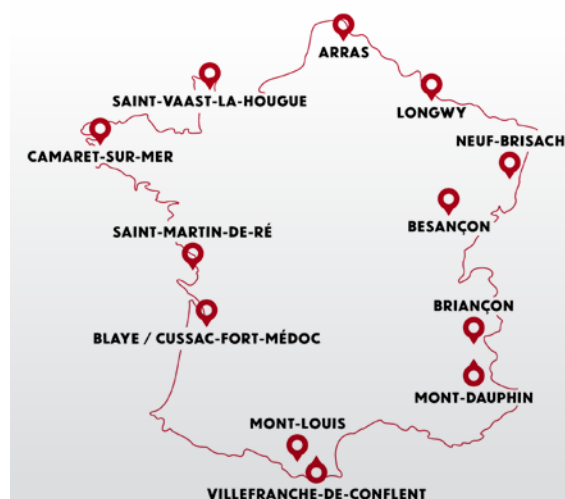 ARRAS
SAINT-VAAST-LA-HOUGUE
LONGWY
NEUF-BRISACH
CAMARET-SUR-MER
BESANÇON
SAINT-MARTIN-DE-RÉ
BRIANÇON
BLAYE / CUSSAC-FORT-MÉDOC
MONT-DAUPHIN
MONT-LOUIS
VILLEFRANCHE-DE-CONFLENT